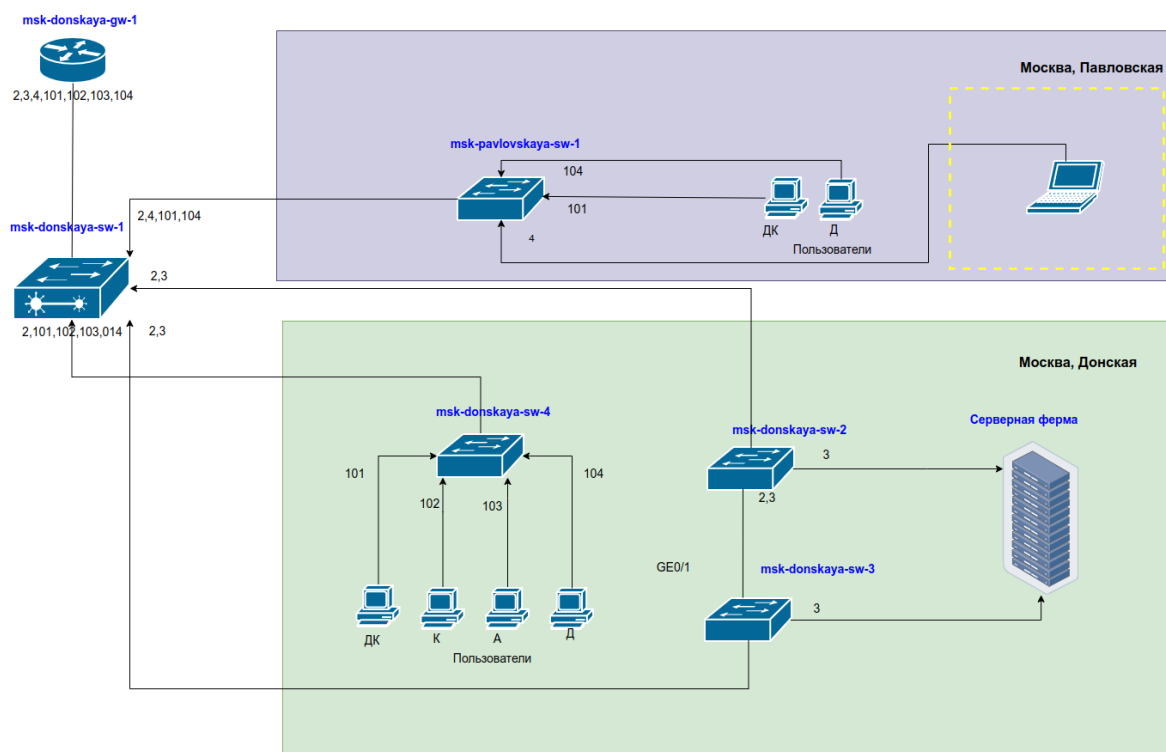 msk-donskaya-gw-1
2,3,4,101,102,103,104
Москва, Павловская
msk-pavlovskaya-sw-1
104
101
4
ДК
Д
Пользователи
2,4,101,104
msk-donskaya-sw-1
2,3
2,101,102,103,014
2,3
Москва, Донская
msk-donskaya-sw-4
101
102
103
104
ДК
К
А
Д
Пользователи
msk-donskaya-sw-2
3
2,3
Серверная ферма
GE0/1
msk-donskaya-sw-3
3